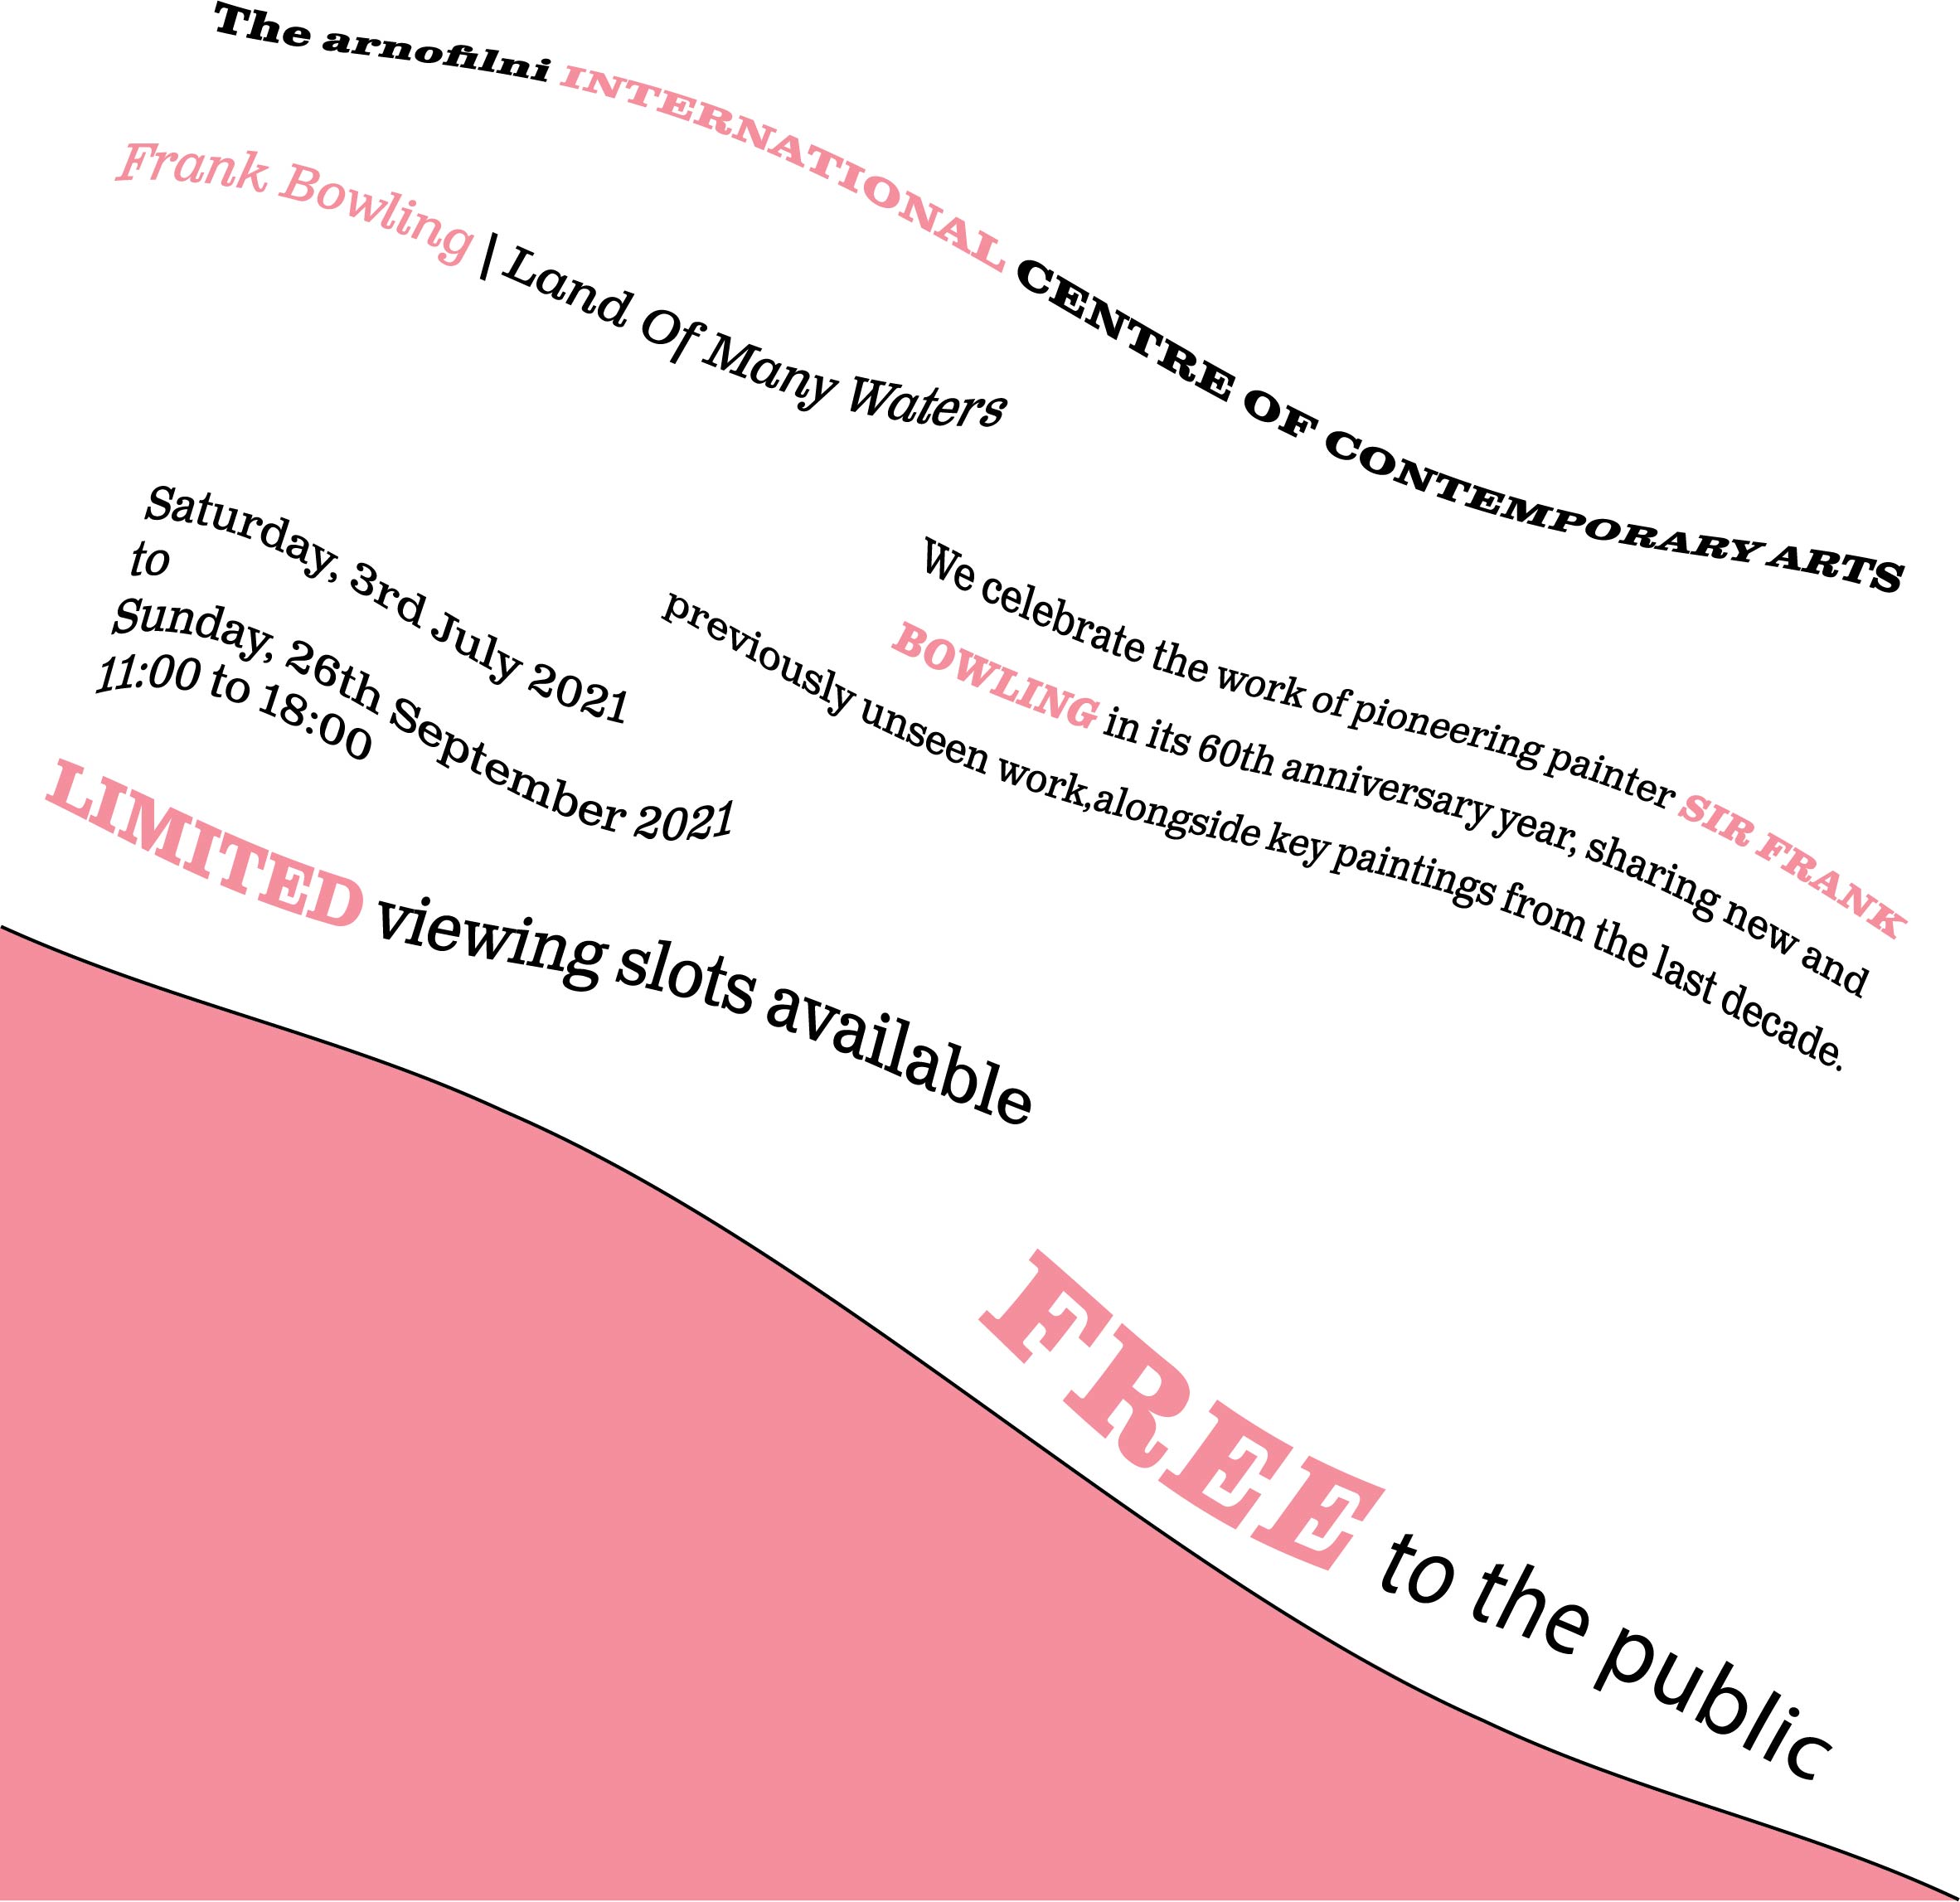 The arnofini INTERNATIONAL CENTRE OF CONTEMPORARY ARTS
Frank Bowling | Land Of Many Waters
Saturday, 3rd July 2021
to
Sunday, 26th September 2021
11:00 to 18:00
We celebrate the work of pioneering painter SIR FRANK
BOWLING in its 60th anniversary year, sharing new and
previously unseen work, alongside key paintings from the last decade.
LIMITED viewing slots available
FREE to the public